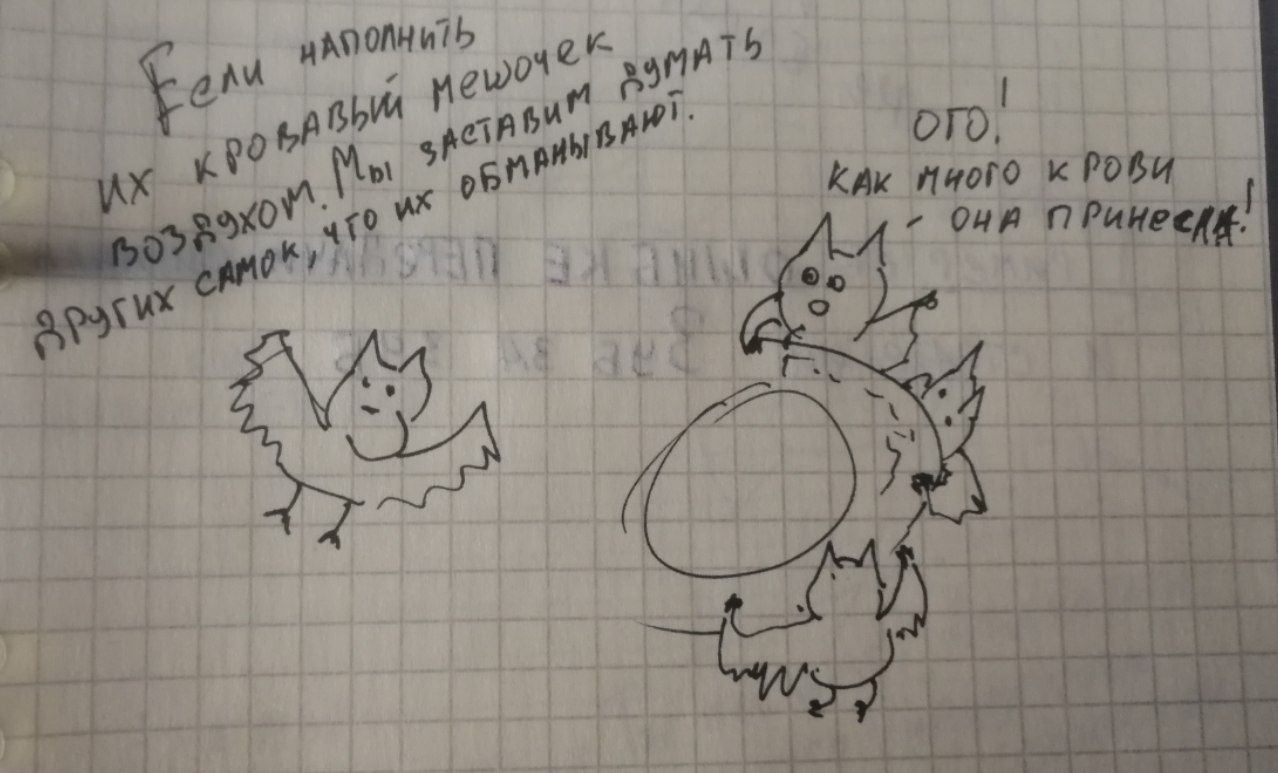 Если наполнить
их кровавый мешочек
воздухом. Мы заставим думать
других самок, что их обманывают.
ОГО!
КАК МНОГО КРОВИ
- ОНА ПРИНЕСЛА!